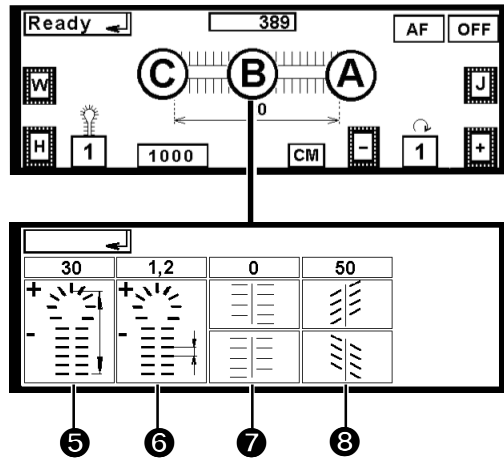 Ready 389 AF OFF
C B A
W J
0
H 1 1000 CM - 1 +
30 1,2 0 50
+ +
- -
5 6 7 8